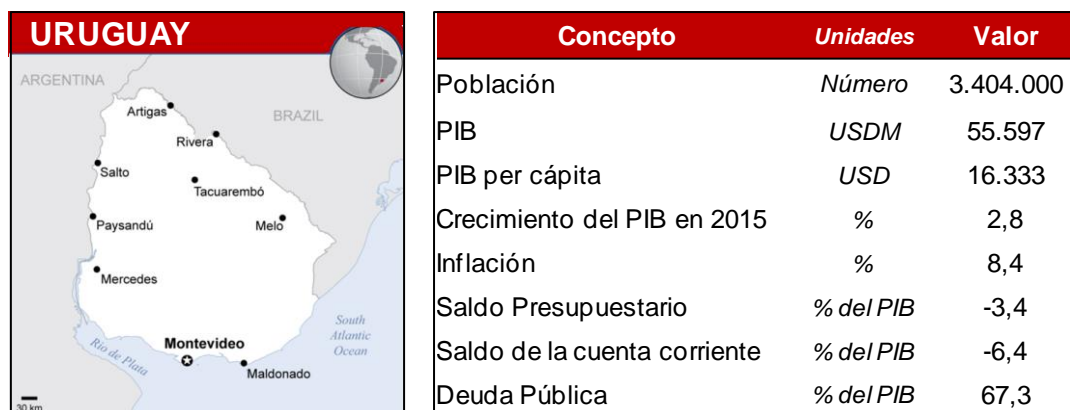 URUGUAY
ARGENTINA
BRAZIL
Artigas
Rivera
Salto
Tacuarembó
Paysandú
Melo
Mercedes
Montevideo
Maldonado
Rio de Plata
South
Atlantic
Ocean
30 km
Concepto Unidades Valor
Población Número 3.404.000
PIB USDM 55.597
PIB per cápita USD 16.333
Crecimiento del PIB en 2015 % 2,8
Inflación % 8,4
Saldo Presupuestario % del PIB -3,4
Saldo de la cuenta corriente % del PIB -6,4
Deuda Pública % del PIB 67,3